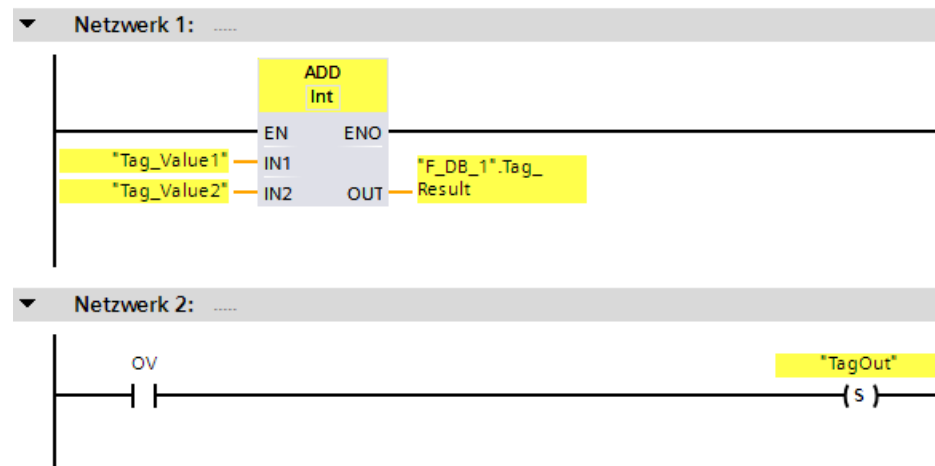 Netzwerk 1: .....
ADD
Int
EN ENO
"Tag_Value1" IN1
"F_DB_1".Tag_
"Tag_Value2" IN2 OUT Result
Netzwerk 2: .....
OV "TagOut"
S